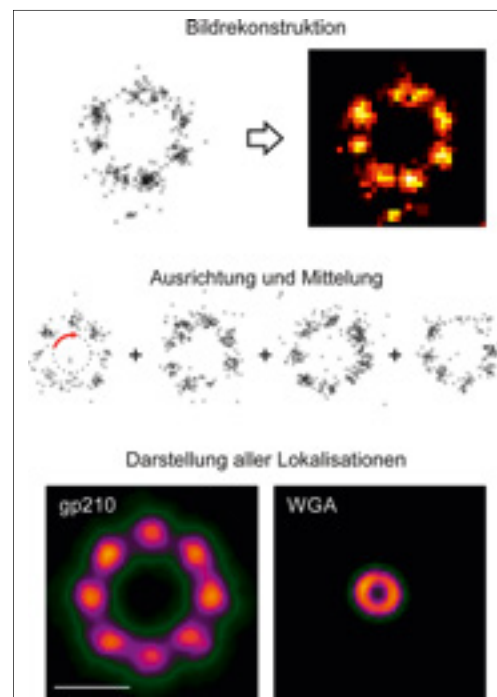 Bildrekonstruktion
Ausrichtung und Mittelung
+ + +
Darstellung aller Lokalisationen
gp210 WGA